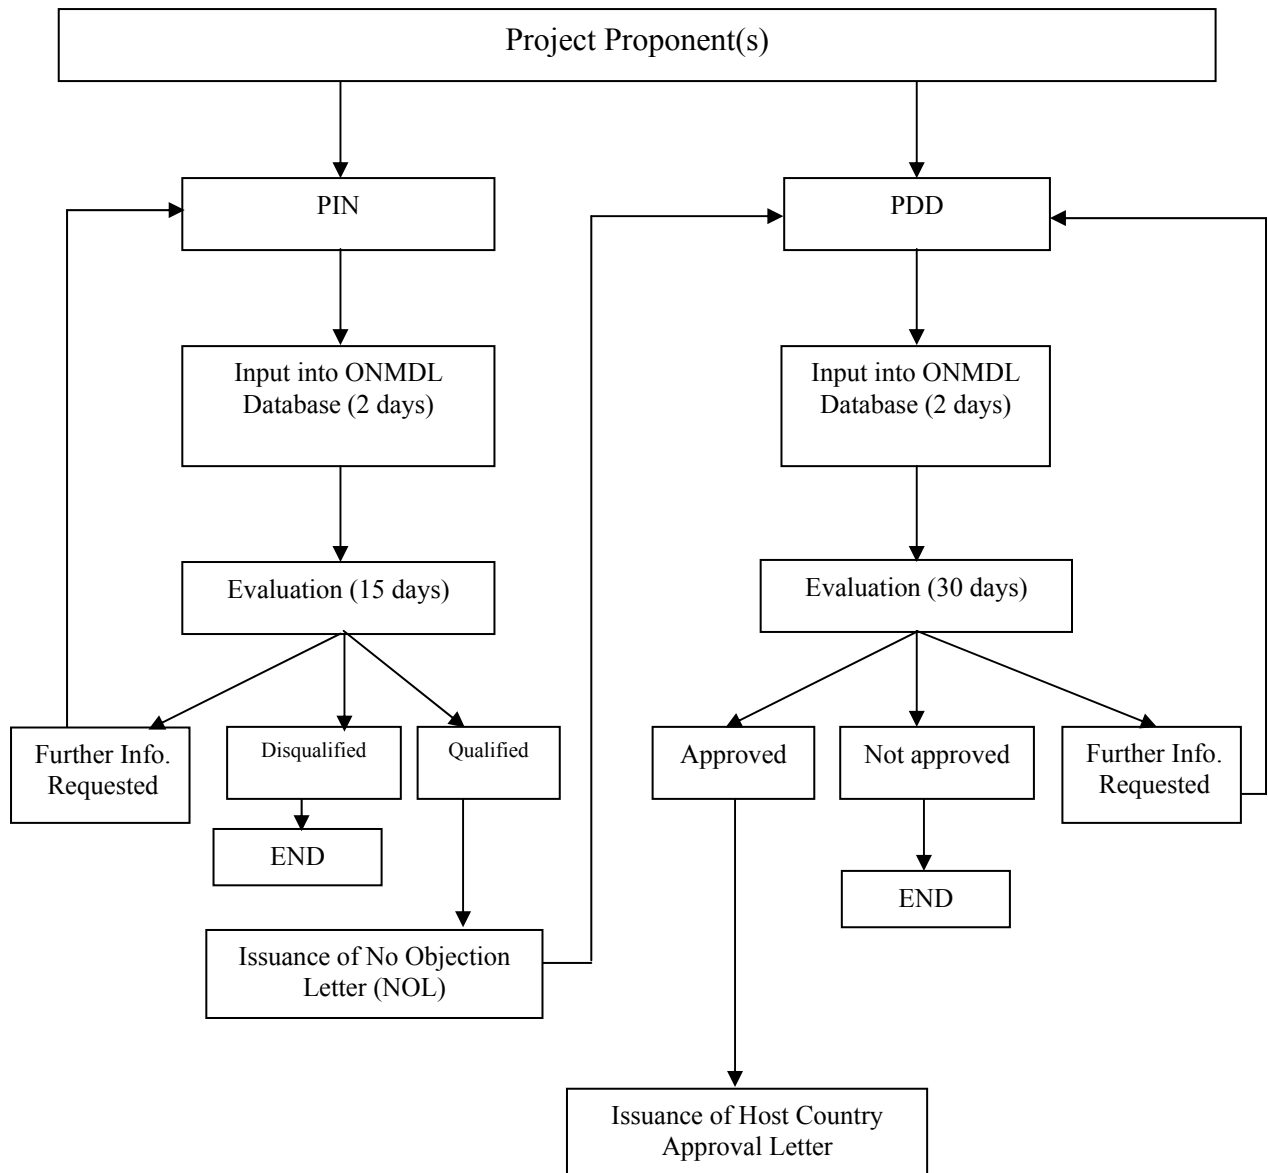 Project Proponent(s)
PIN
PDD
Input into ONMDL
Database (2 days)
Input into ONMDL
Database (2 days)
Evaluation (15 days)
Evaluation (30 days)
Further Info.
Requested
Disqualified
Qualified
Approved
Not approved
Further Info.
Requested
END
END
Issuance of No Objection
Letter (NOL)
Issuance of Host Country
Approval Letter